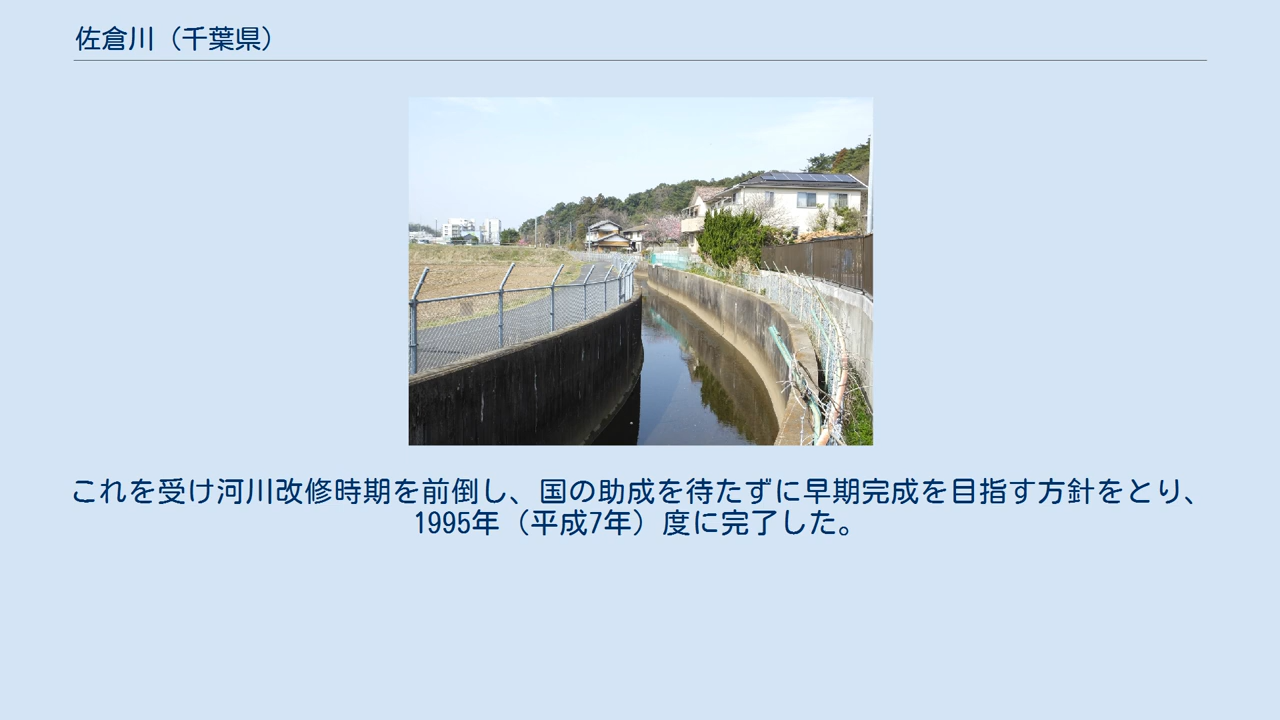 佐倉川（千葉県）
これを受け河川改修時期を前倒し、国の助成を待たずに早期完成を目指す方針をとり、
1995年（平成7年）度に完了した。